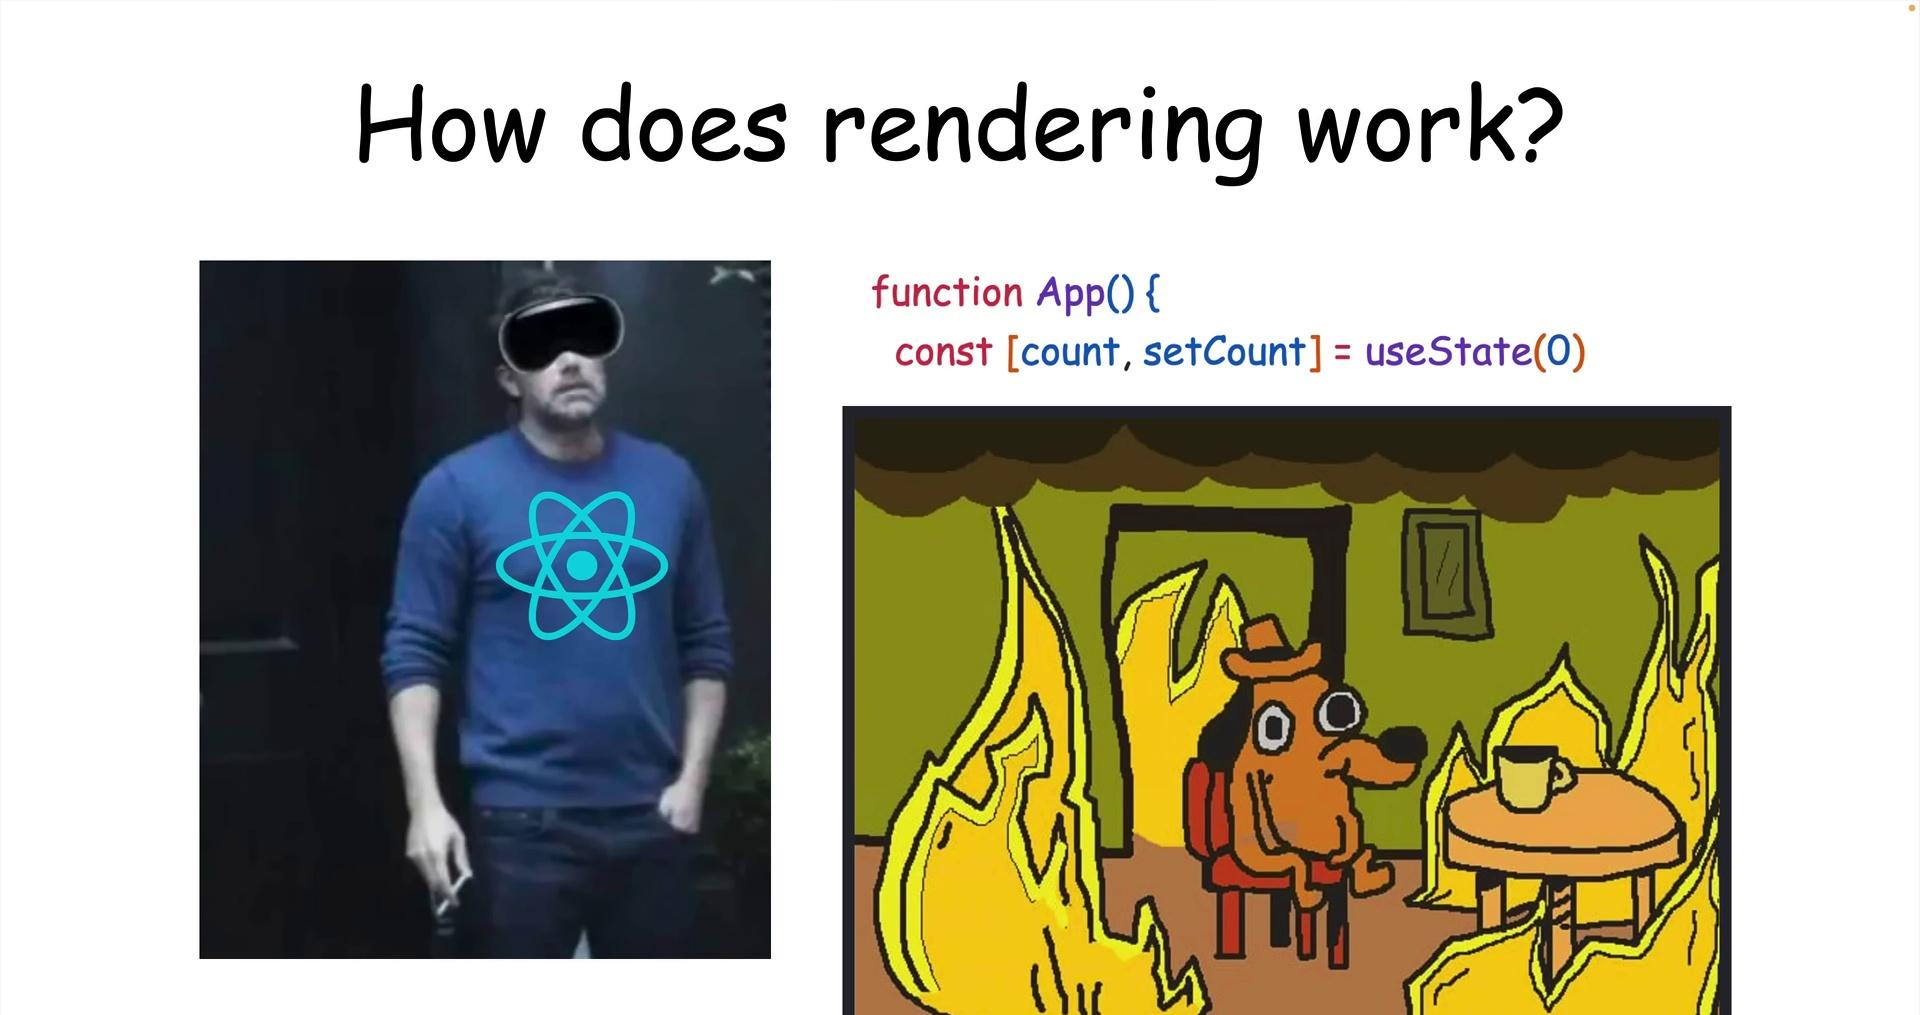 How does rendering work?
function App() {
const [count, setCount] = useState(0)